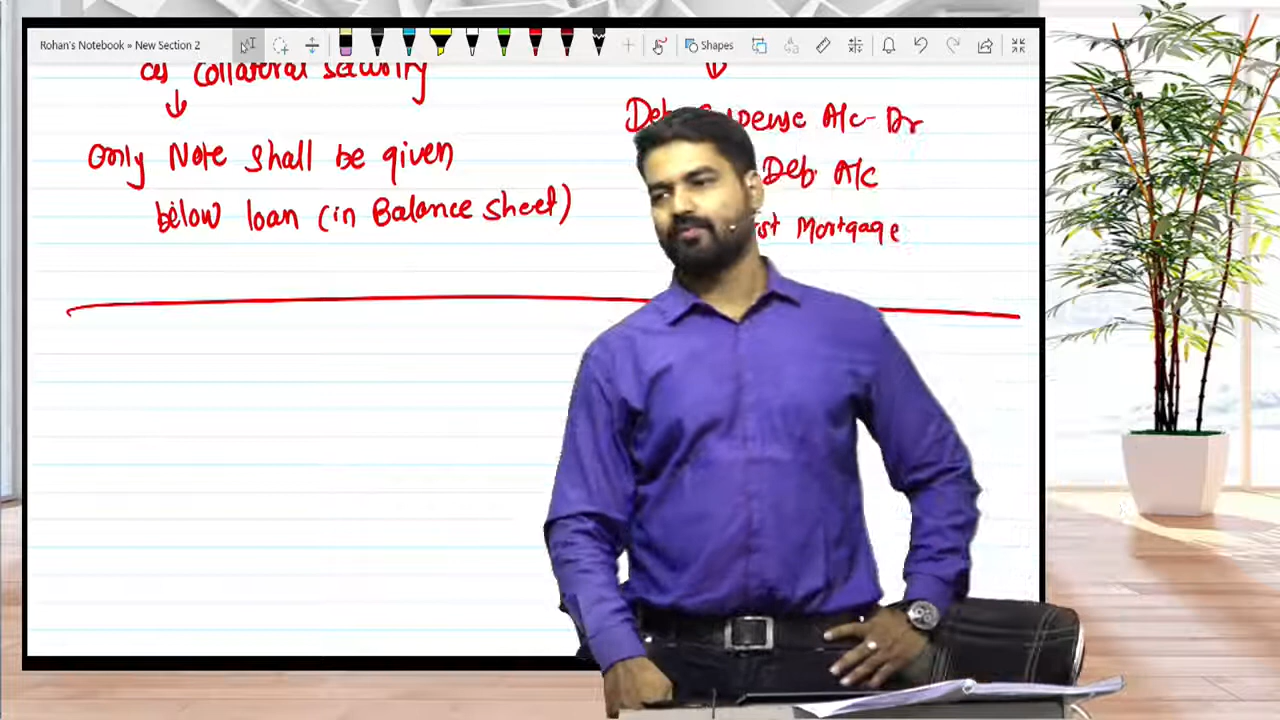 Rohan's Notebook » New Section 2
Shapes
as collateral security
↓
Only Note shall be given
below loan (in Balance sheet)
↓
Deb A/c- Dr
Deb. A/c
Mortgage